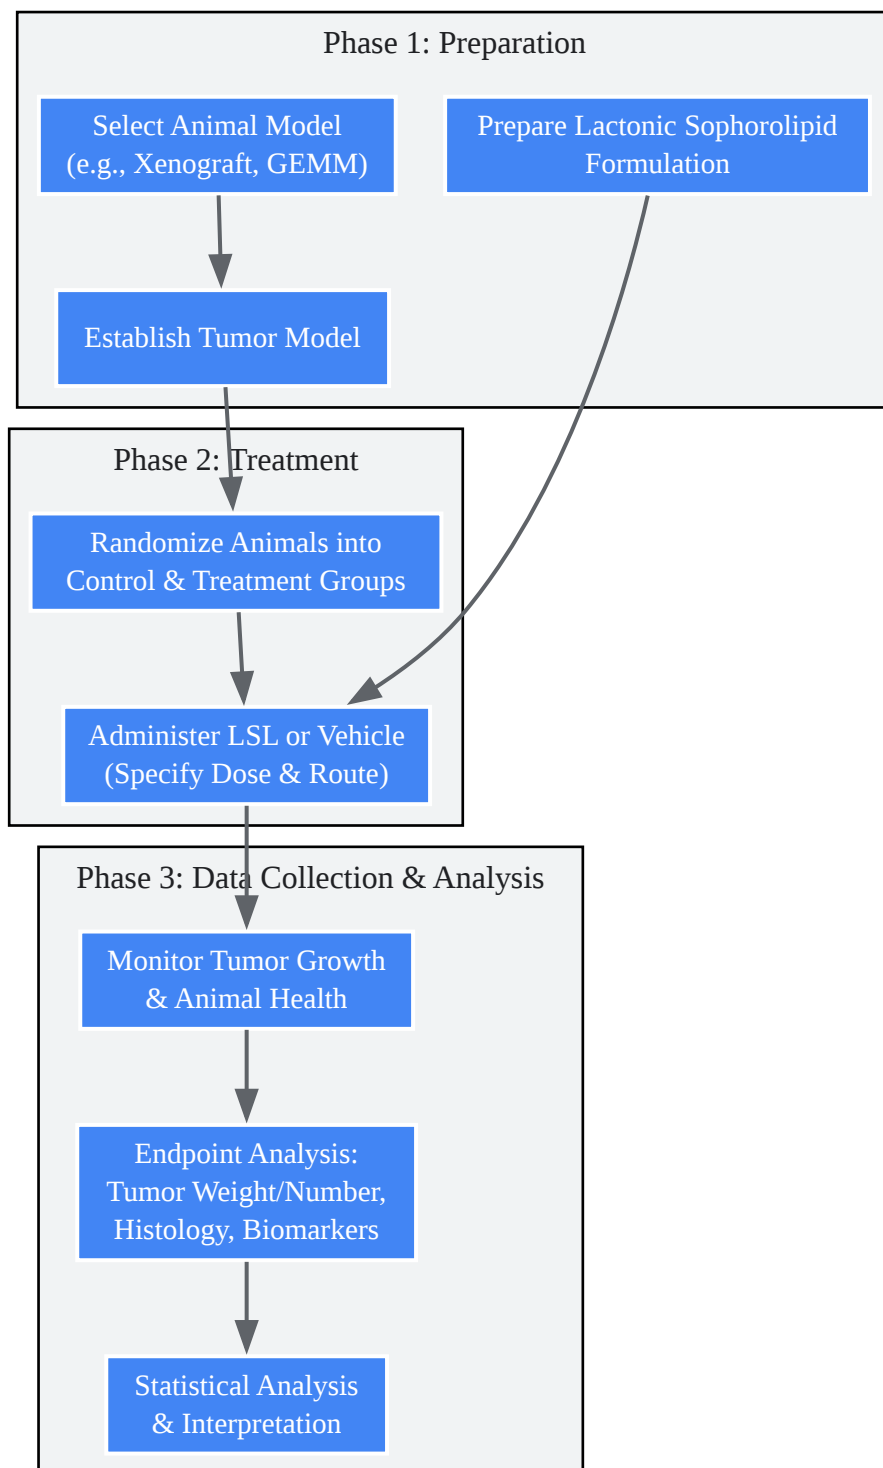 Phase 1: Preparation
Select Animal Model
(e.g., Xenograft, GEMM)
Prepare Lactonic Sophorolipid
Formulation
Establish Tumor Model
Phase 2: Treatment
Randomize Animals into
Control & Treatment Groups
Administer LSL or Vehicle
(Specify Dose & Route)
Phase 3: Data Collection & Analysis
Monitor Tumor Growth
& Animal Health
Endpoint Analysis:
Tumor Weight/Number,
Histology, Biomarkers
Statistical Analysis
& Interpretation